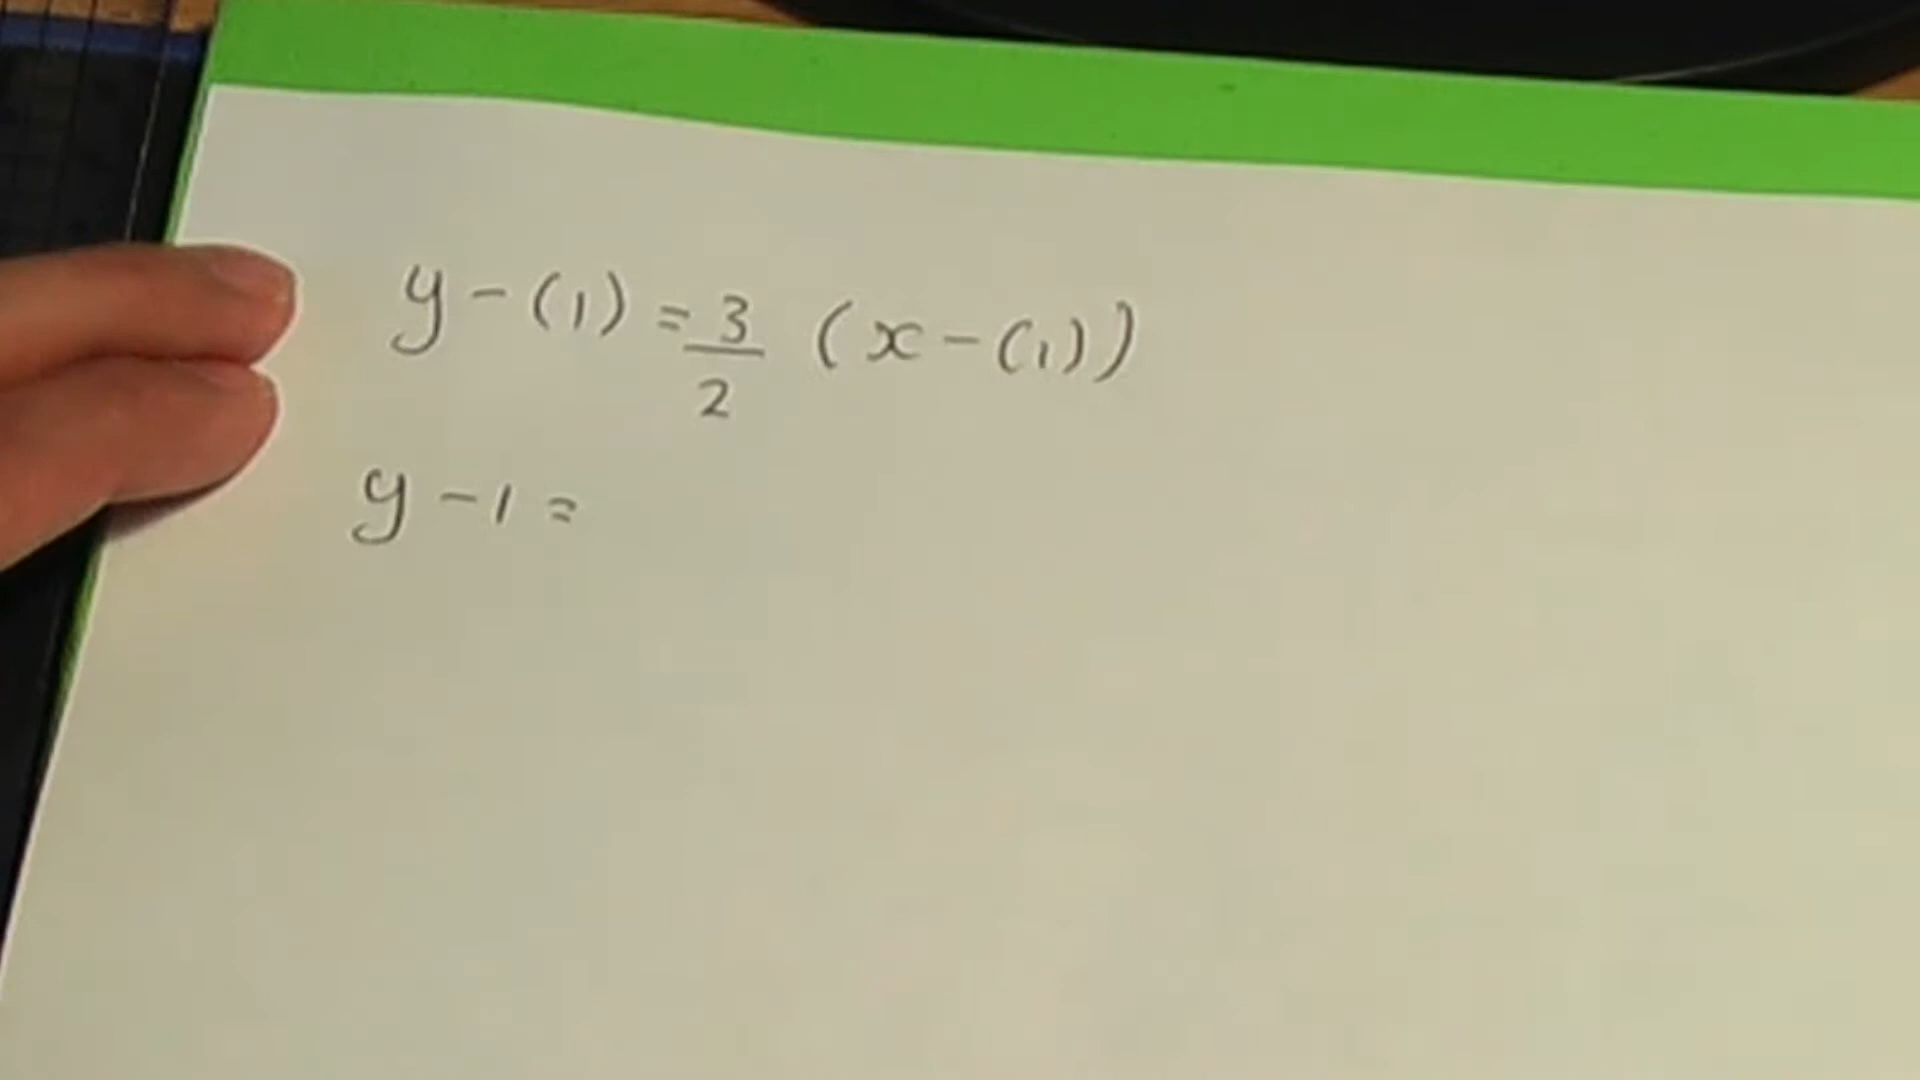 y - (1) = 3/2 (x - (1))
y - 1 =